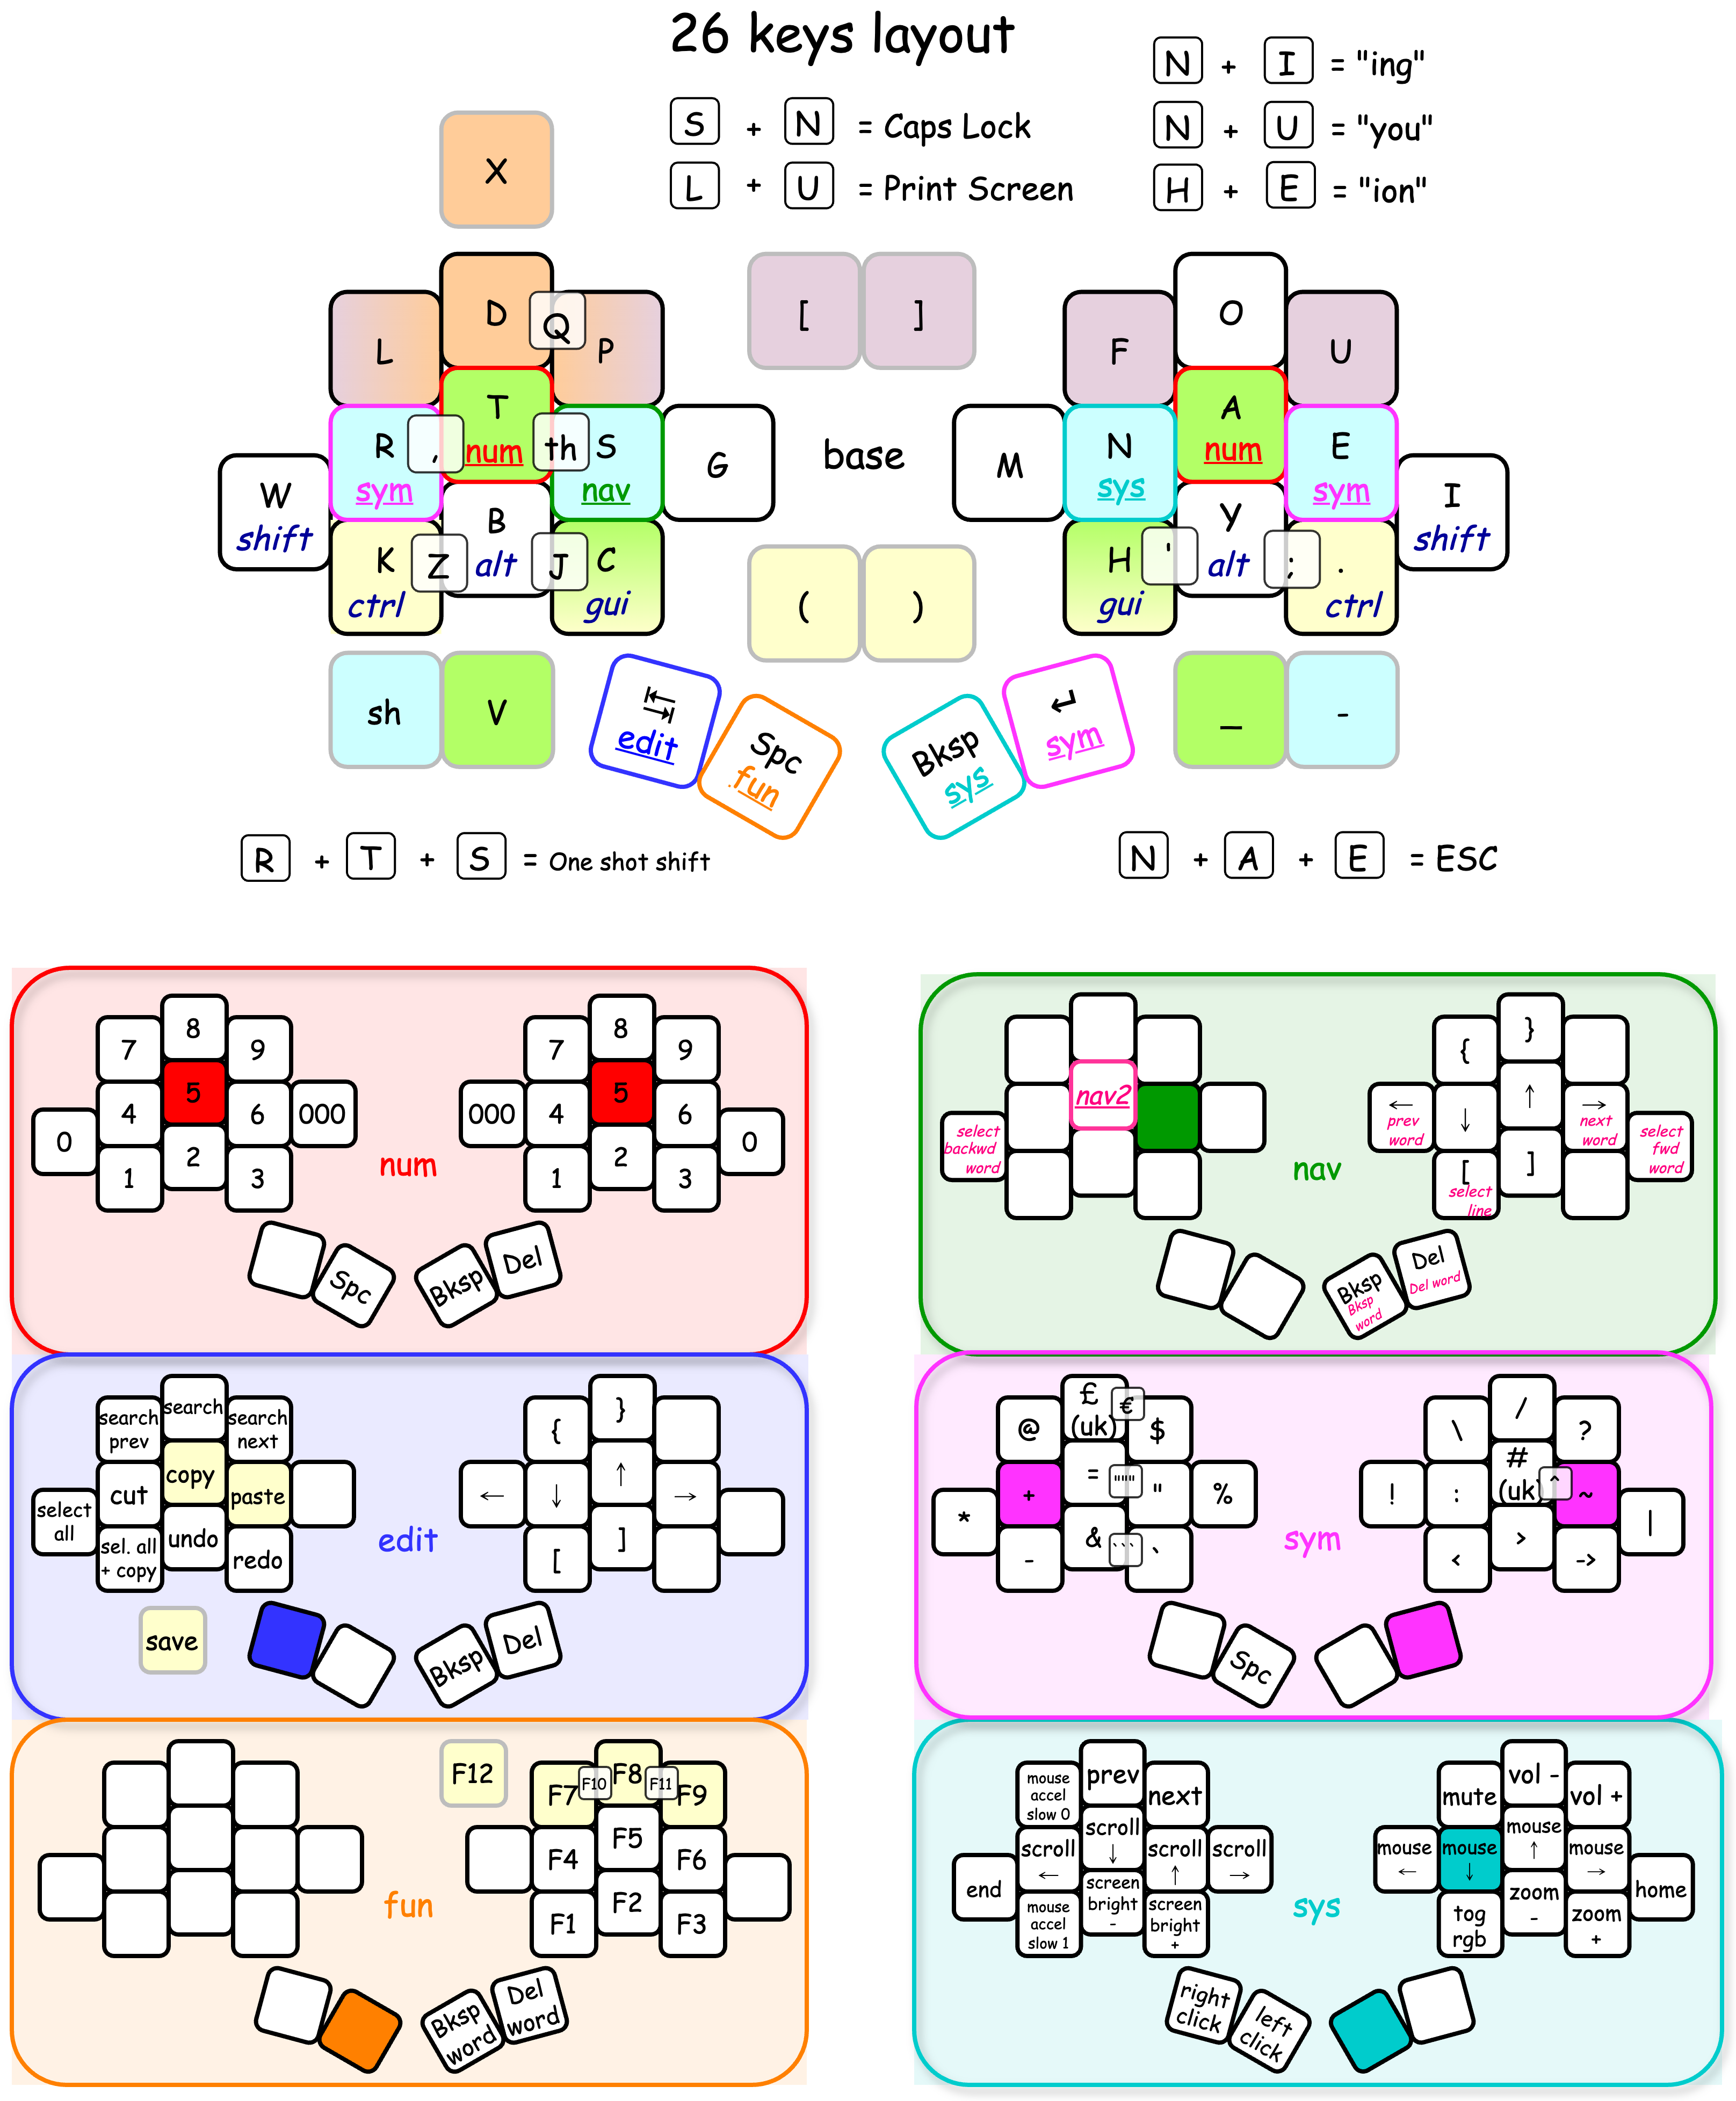 26 keys layout
N + I = "ing"
S + N = Caps Lock
N + U = "you"
L + U = Print Screen
H + E = "ion"
X
L D Q P
[ ]
F O U
R sym , T num th S nav G
base
M N sys A num E sym
W shift
K ctrl Z B alt J C gui
( )
H gui ' Y alt ; . ctrl
I shift
sh V
⇤ ⇥ edit
Spc fun
Bksp sys
↵ sym
_ -
R + T + S = One shot shift
N + A + E = ESC
7 8 9
4 5 6 000
0
1 2 3
num
7 8 9
000 4 5 6
0
1 2 3
Spc
Bksp
Del
nav2
select
backwd
word
nav
{ }
←
prev
word
↓
↑
→
next
word
select
fwd
word
[
select
line
]
Bksp
Bksp
word
Del
Del word
search
prev
search
search
next
cut
copy
paste
select
all
sel. all
+ copy
undo
redo
save
edit
{ }
← ↓ ↑ →
[ ]
Bksp
Del
@
£
(uk)
€
$
+ = """ " %
*
- & ``` `
sym
\ / ?
! :
#
(uk)
^ ~
|
< > ->
Spc
fun
F12
F7 F10 F8 F11 F9
F4 F5 F6
F1 F2 F3
Bksp
word
Del
word
mouse
accel
slow 0
prev
next
scroll
←
scroll
↓
scroll
↑
scroll
→
end
mouse
accel
slow 1
screen
bright
-
screen
bright
+
sys
mute
vol -
vol +
mouse
←
mouse
↓
mouse
↑
mouse
→
home
tog
rgb
zoom
-
zoom
+
right
click
left
click